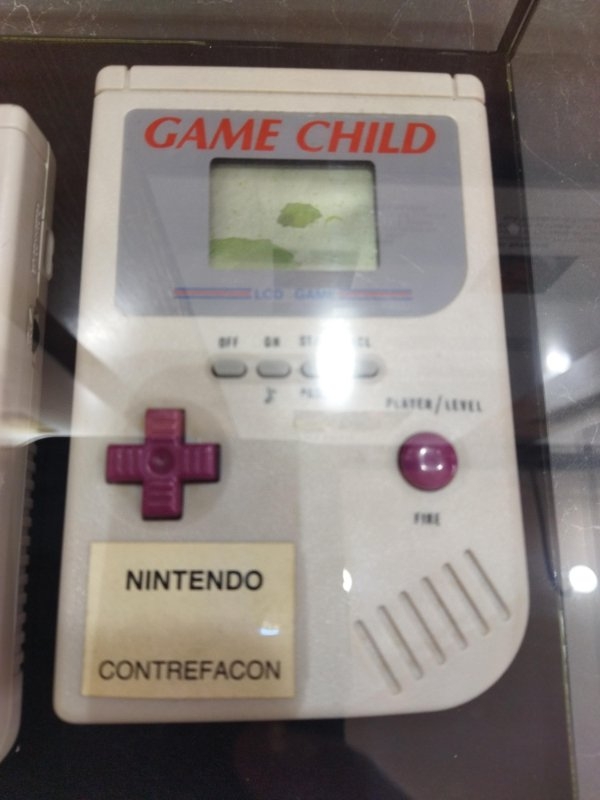 GAME CHILD
LCD GAME
OFF ON
PLAYER/LEVEL
FIRE
NINTENDO
CONTREFACON